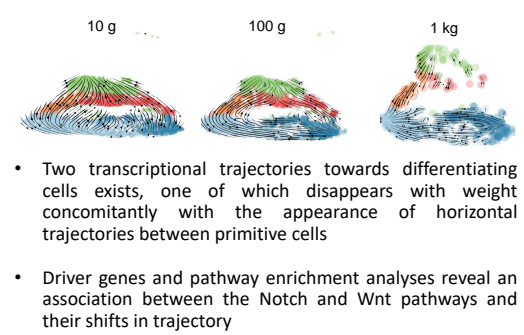 10 g 100 g 1 kg
• Two transcriptional trajectories towards differentiating
cells exists, one of which disappears with weight
concomitantly with the appearance of horizontal
trajectories between primitive cells
• Driver genes and pathway enrichment analyses reveal an
association between the Notch and Wnt pathways and
their shifts in trajectory